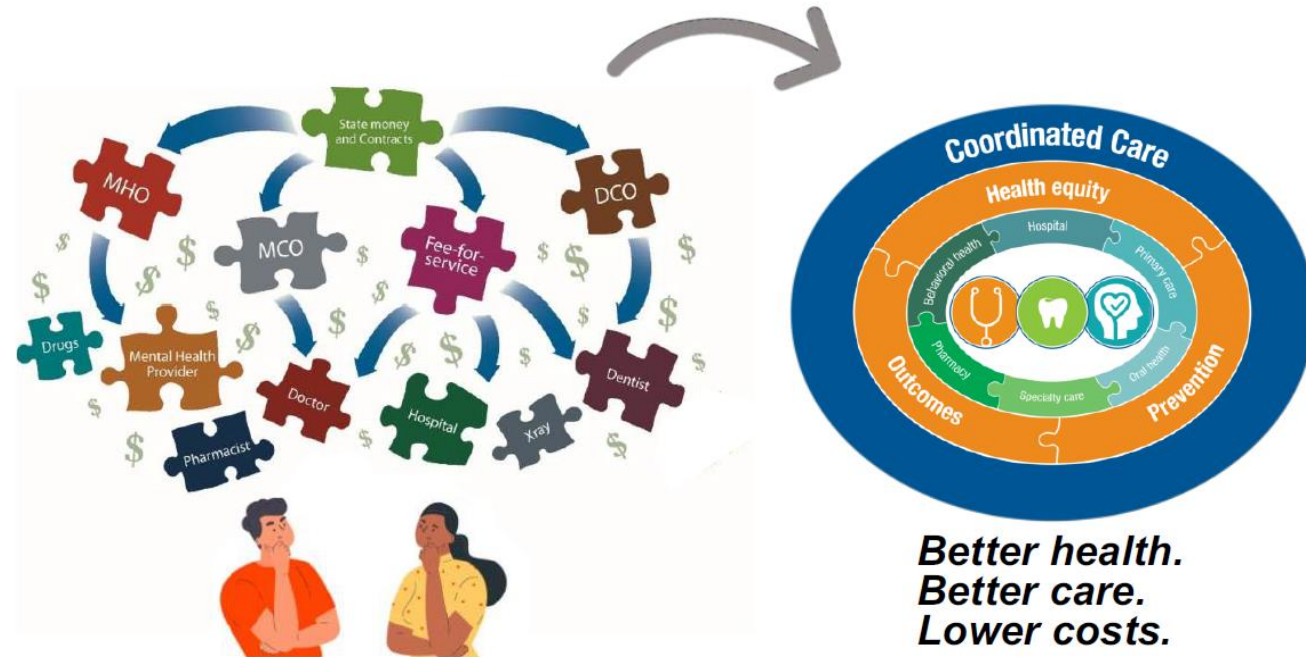 State money
and Contracts
MHO
DCO
MCO
Fee-for-
service
$ $ $ $ $ $ $ $ $ $ $ $ $ $ $ $ $ $ $ $ $ $ $ $
Drugs
Mental Health
Provider
Doctor
Hospital
Dentist
Xray
Pharmacist
Coordinated Care
Health equity
Hospital
Behavioral health
Primary care
Pharmacy
Oral health
Specialty care
Outcomes
Prevention
Better health.
Better care.
Lower costs.